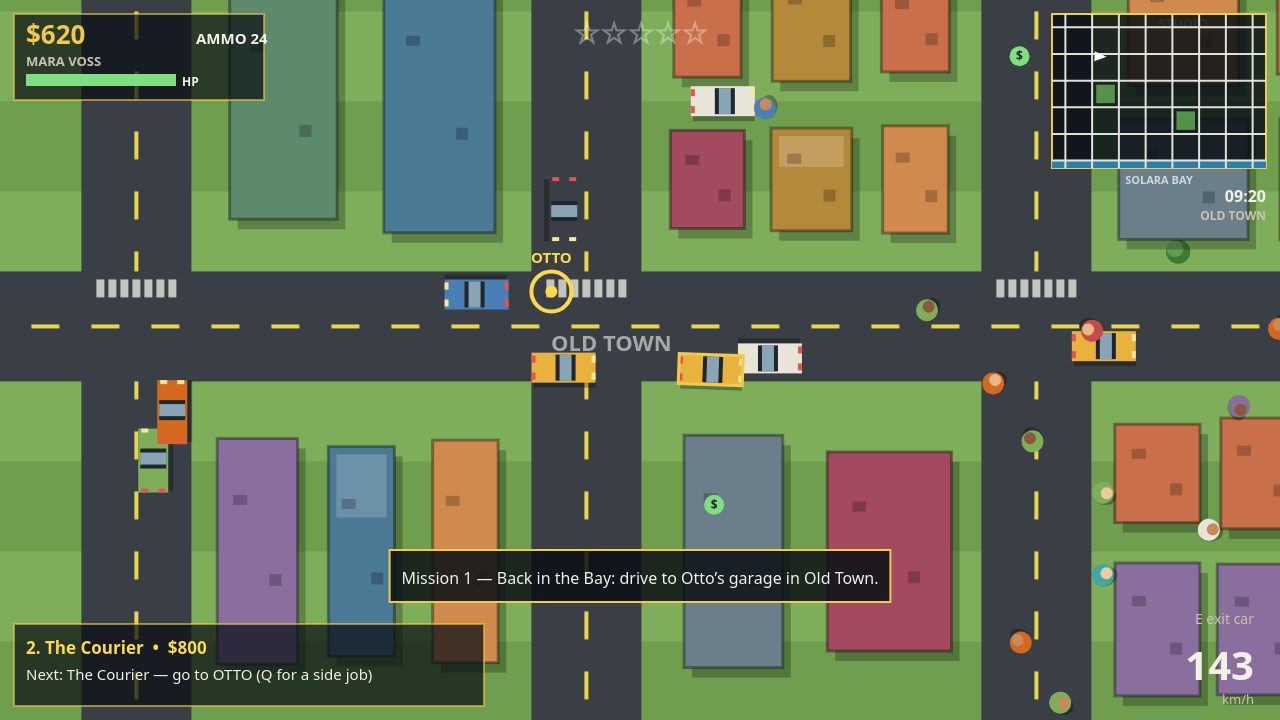 $620
AMMO 24
MARA VOSS
HP
$
STUDIO
SOLARA BAY
09:20
OLD TOWN
OTTO
OLD TOWN
$
Mission 1 — Back in the Bay: drive to Otto’s garage in Old Town.
2. The Courier • $800
Next: The Courier — go to OTTO (Q for a side job)
E exit car
143
km/h